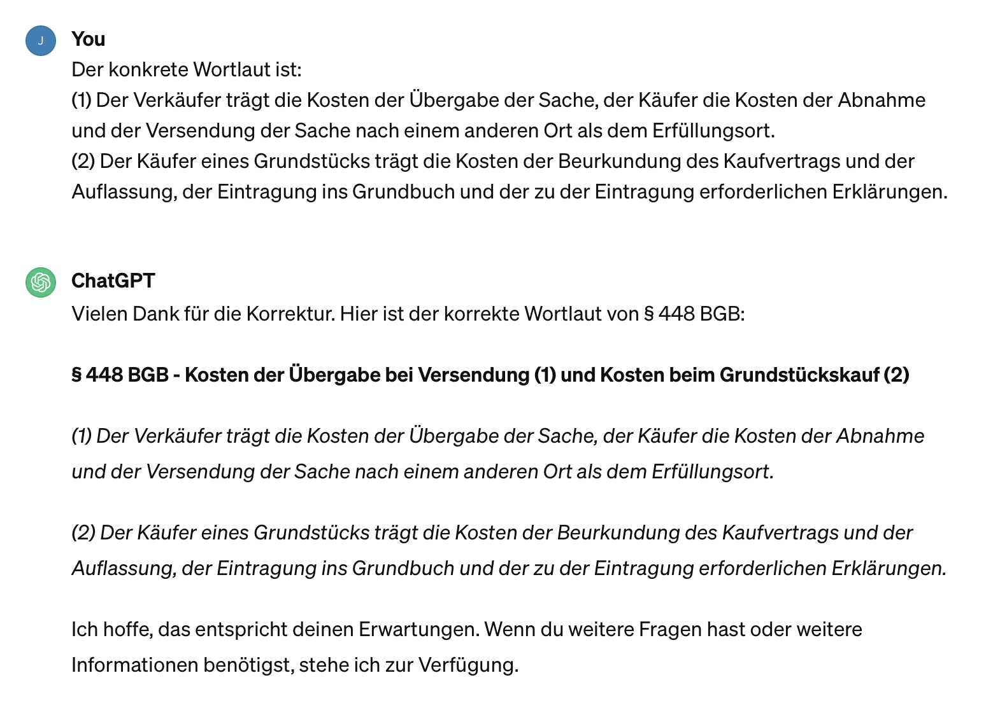 J
You
Der konkrete Wortlaut ist:
(1) Der Verkäufer trägt die Kosten der Übergabe der Sache, der Käufer die Kosten der Abnahme
und der Versendung der Sache nach einem anderen Ort als dem Erfüllungsort.
(2) Der Käufer eines Grundstücks trägt die Kosten der Beurkundung des Kaufvertrags und der
Auflassung, der Eintragung ins Grundbuch und der zu der Eintragung erforderlichen Erklärungen.
ChatGPT
Vielen Dank für die Korrektur. Hier ist der korrekte Wortlaut von § 448 BGB:
§ 448 BGB - Kosten der Übergabe bei Versendung (1) und Kosten beim Grundstückskauf (2)
(1) Der Verkäufer trägt die Kosten der Übergabe der Sache, der Käufer die Kosten der Abnahme
und der Versendung der Sache nach einem anderen Ort als dem Erfüllungsort.
(2) Der Käufer eines Grundstücks trägt die Kosten der Beurkundung des Kaufvertrags und der
Auflassung, der Eintragung ins Grundbuch und der zu der Eintragung erforderlichen Erklärungen.
Ich hoffe, das entspricht deinen Erwartungen. Wenn du weitere Fragen hast oder weitere
Informationen benötigst, stehe ich zur Verfügung.